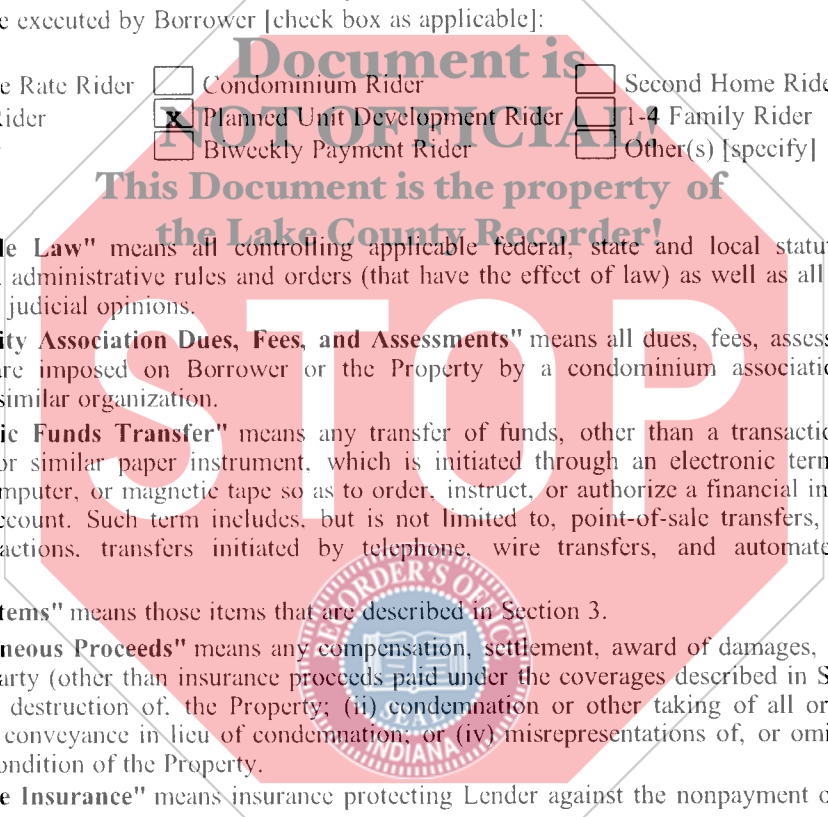 e executed by Borrower [check box as applicable]:
Document is
e Rate Rider Condominium Rider Second Home Ride
NOT OFFICIAL!
Rider x Planned Unit Development Rider 1-4 Family Rider
Biweekly Payment Rider Other(s) [specify]
This Document is the property of
the Lake County Recorder!
le Law" means all controlling applicable federal, state and local statu
administrative rules and orders (that have the effect of law) as well as all
judicial opinions.
ity Association Dues, Fees, and Assessments" means all dues, fees, assess
are imposed on Borrower or the Property by a condominium associatio
similar organization.
ic Funds Transfer" means any transfer of funds, other than a transactio
or similar paper instrument, which is initiated through an electronic term
mputer, or magnetic tape so as to order, instruct, or authorize a financial in
ccount. Such term includes, but is not limited to, point-of-sale transfers,
actions, transfers initiated by telephone, wire transfers, and automate
STOP
tems" means those items that are described in Section 3.
neous Proceeds" means any compensation, settlement, award of damages,
arty (other than insurance proceeds paid under the coverages described in S
destruction of, the Property; (ii) condemnation or other taking of all or
conveyance in lieu of condemnation; or (iv) misrepresentations of, or omi
ondition of the Property.
RECORDER'S OFFICE
SEAL
INDIANA
e Insurance" means insurance protecting Lender against the nonpayment o